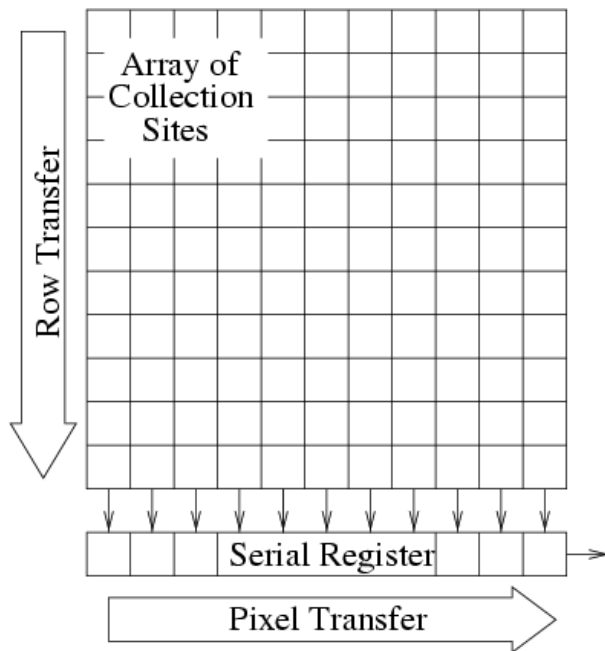 Array of
Collection
Sites
Row Transfer
Serial Register
Pixel Transfer